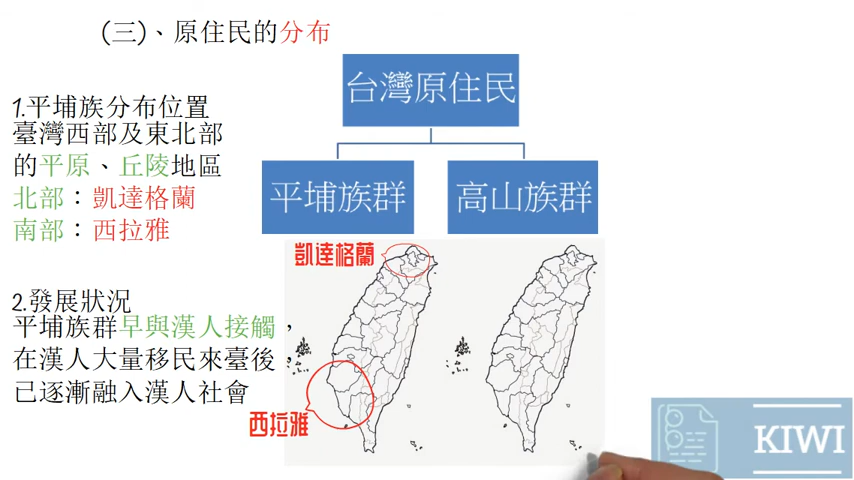 (三)、原住民的分布
1.平埔族分布位置
臺灣西部及東北部
的平原、丘陵地區
北部：凱達格蘭
南部：西拉雅
2.發展狀況
平埔族群早與漢人接觸，
在漢人大量移民來臺後
已逐漸融入漢人社會
台灣原住民
平埔族群
高山族群
凱達格蘭
西拉雅
KIWI